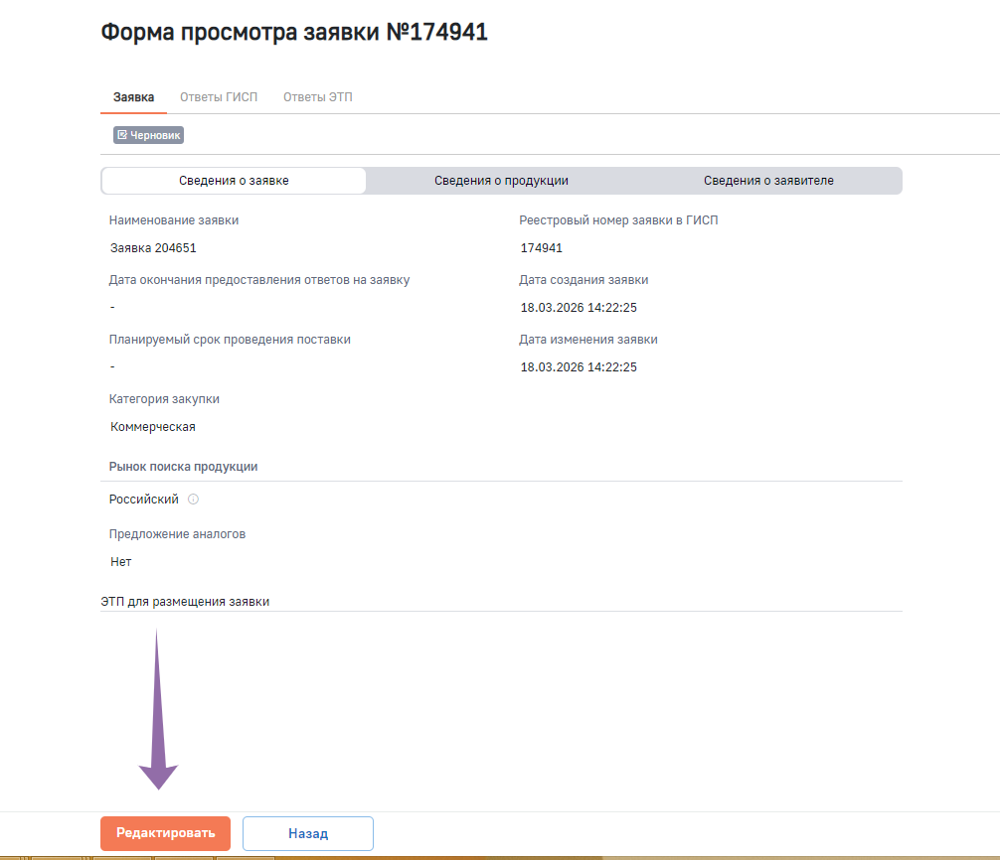 Форма просмотра заявки №174941
Заявка Ответы ГИСП Ответы ЭТП
Черновик
Сведения о заявке Сведения о продукции Сведения о заявителе
Наименование заявки Реестровый номер заявки в ГИСП
Заявка 204651 174941
Дата окончания предоставления ответов на заявку Дата создания заявки
- 18.03.2026 14:22:25
Планируемый срок проведения поставки Дата изменения заявки
- 18.03.2026 14:22:25
Категория закупки
Коммерческая
Рынок поиска продукции
Российский
Предложение аналогов
Нет
ЭТП для размещения заявки
Редактировать Назад